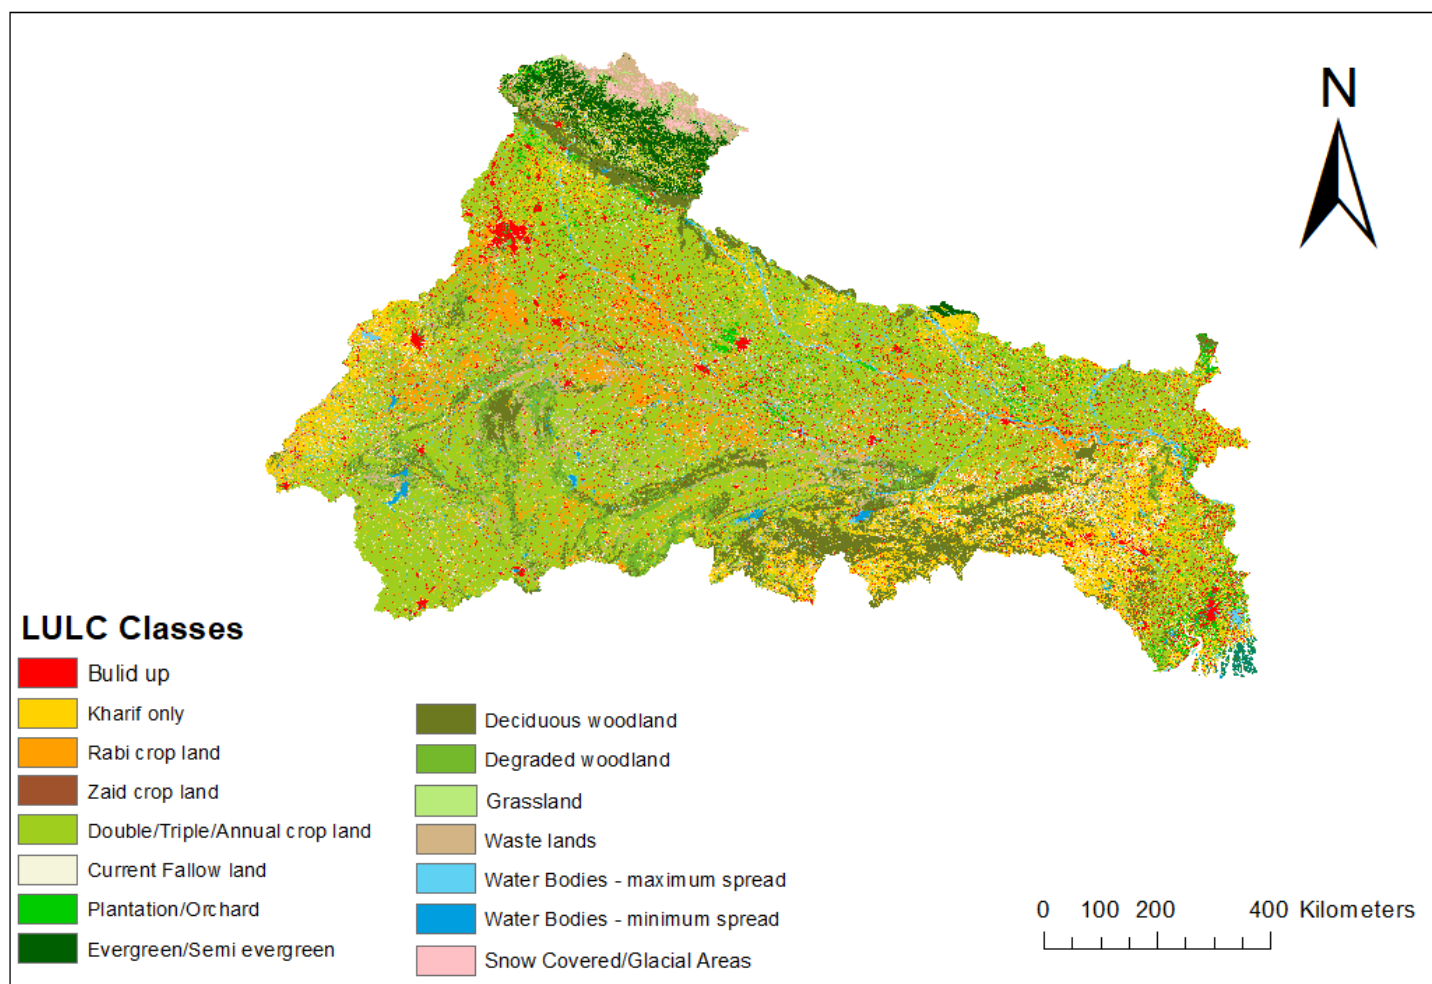 N
LULC Classes
Bulid up
Kharif only
Rabi crop land
Zaid crop land
Double/Triple/Annual crop land
Current Fallow land
Plantation/Orchard
Evergreen/Semi evergreen
Deciduous woodland
Degraded woodland
Grassland
Waste lands
Water Bodies - maximum spread
Water Bodies - minimum spread
Snow Covered/Glacial Areas
0 100 200 400 Kilometers